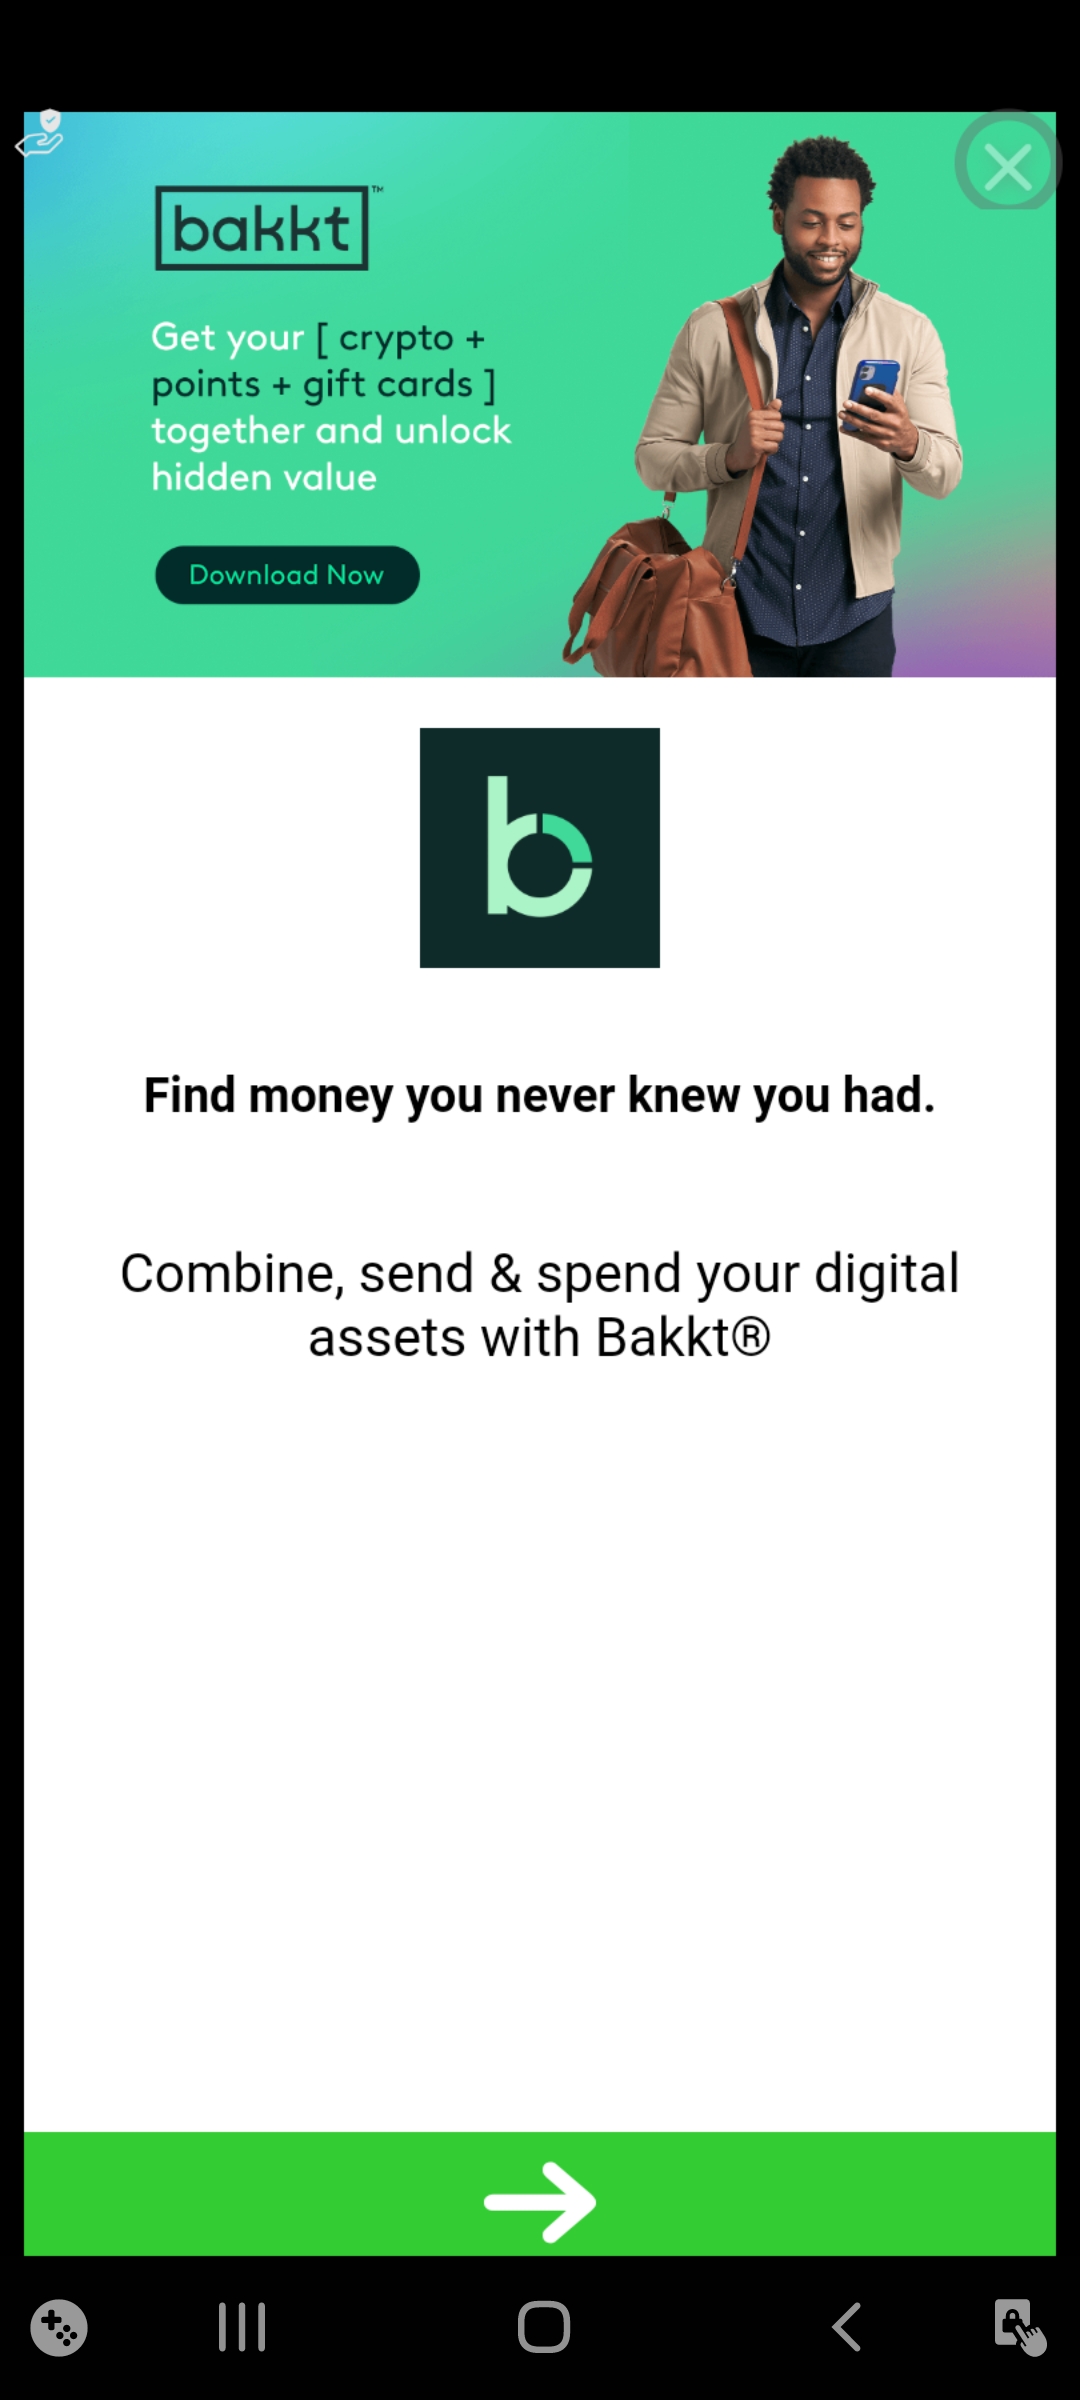 bakkt™
Get your [ crypto +
points + gift cards ]
together and unlock
hidden value
Download Now
b
Find money you never knew you had.
Combine, send & spend your digital
assets with Bakkt®